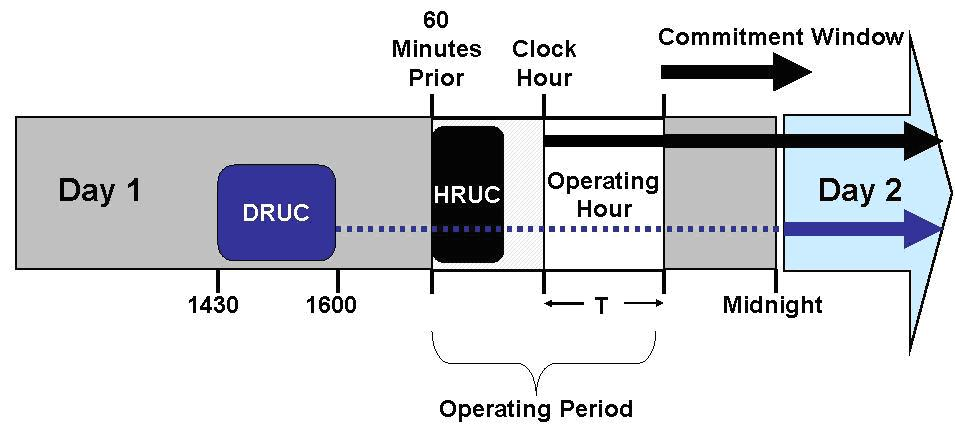 60
Minutes
Prior
Clock
Hour
Commitment Window
Day 1
DRUC
HRUC
Operating
Hour
Day 2
1430
1600
T
Midnight
Operating Period